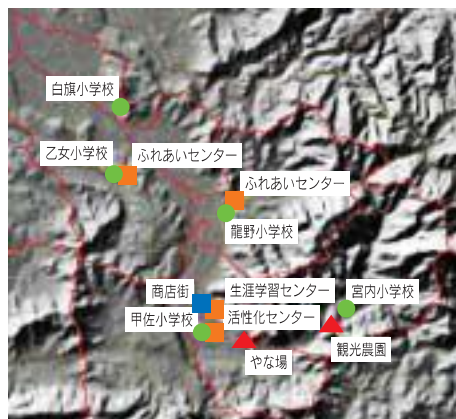 白旗小学校
乙女小学校
ふれあいセンター
ふれあいセンター
龍野小学校
商店街
生涯学習センター
宮内小学校
甲佐小学校
活性化センター
観光農園
やな場